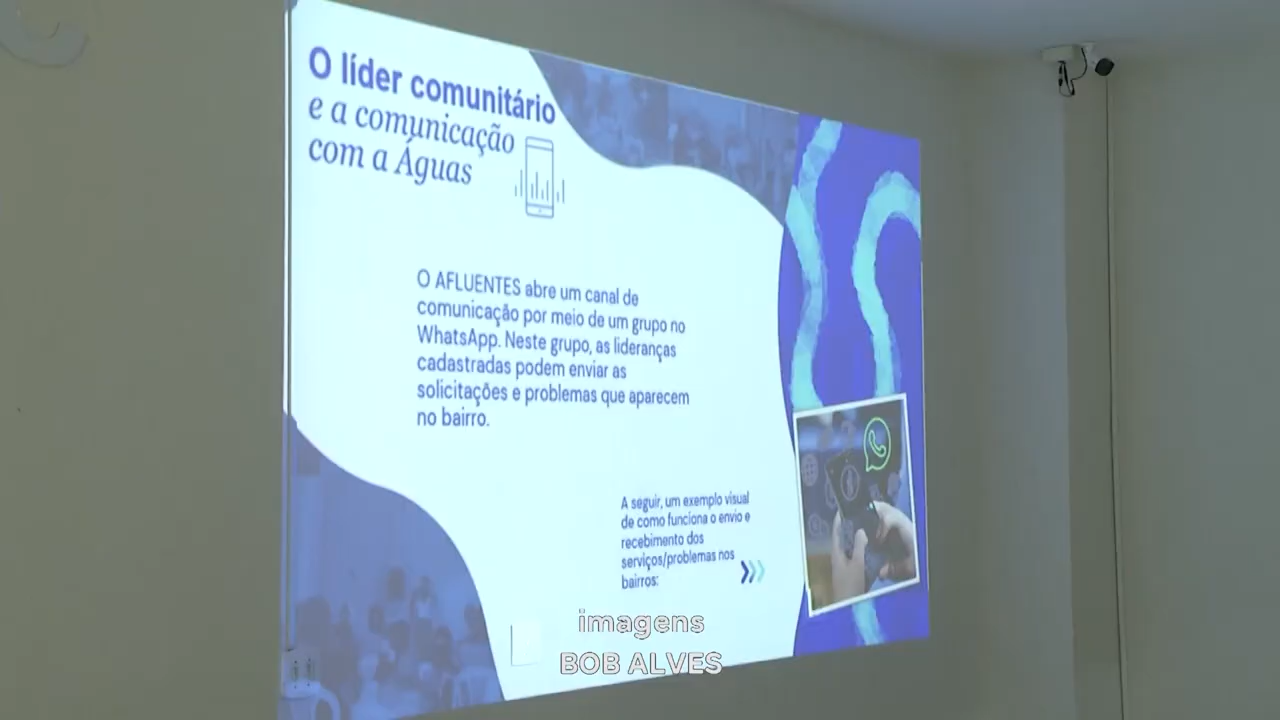 O líder comunitário
e a comunicação
com a Águas
O AFLUENTES abre um canal de
comunicação por meio de um grupo no
WhatsApp. Neste grupo, as lideranças
cadastradas podem enviar as
solicitações e problemas que aparecem
no bairro.
A seguir, um exemplo visual
de como funciona o envio e
recebimento dos
serviços/problemas nos
bairros:
imagens
BOB ALVES